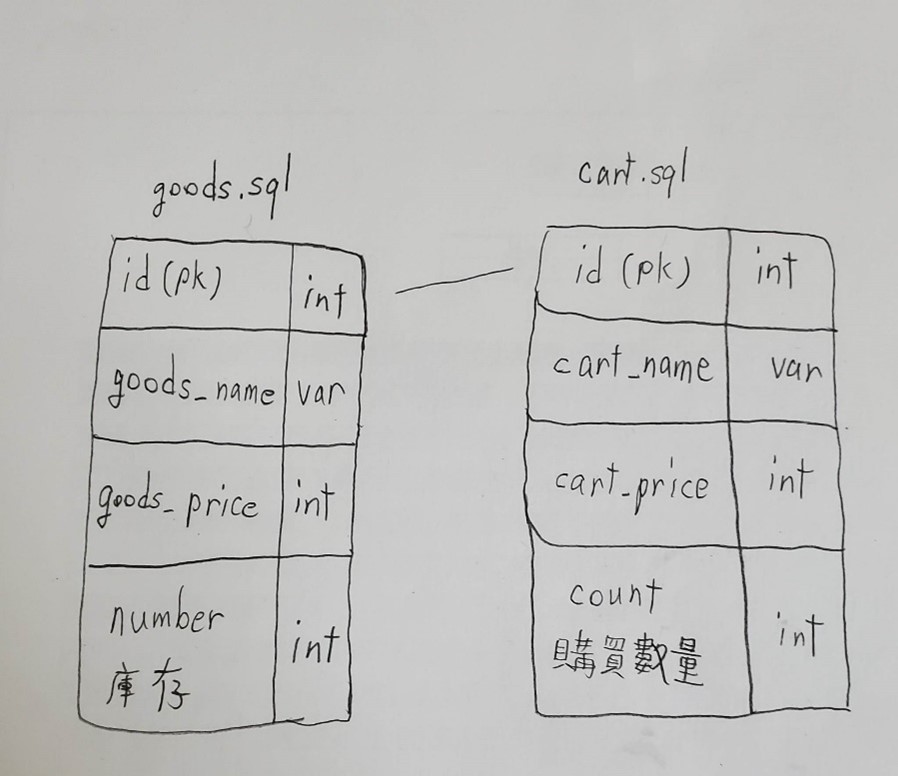 goods.sql
id (pk) int
goods_name var
goods_price int
number
庫存
int
cart.sql
id (pk) int
cart_name var
cart_price int
count
購買數量
int